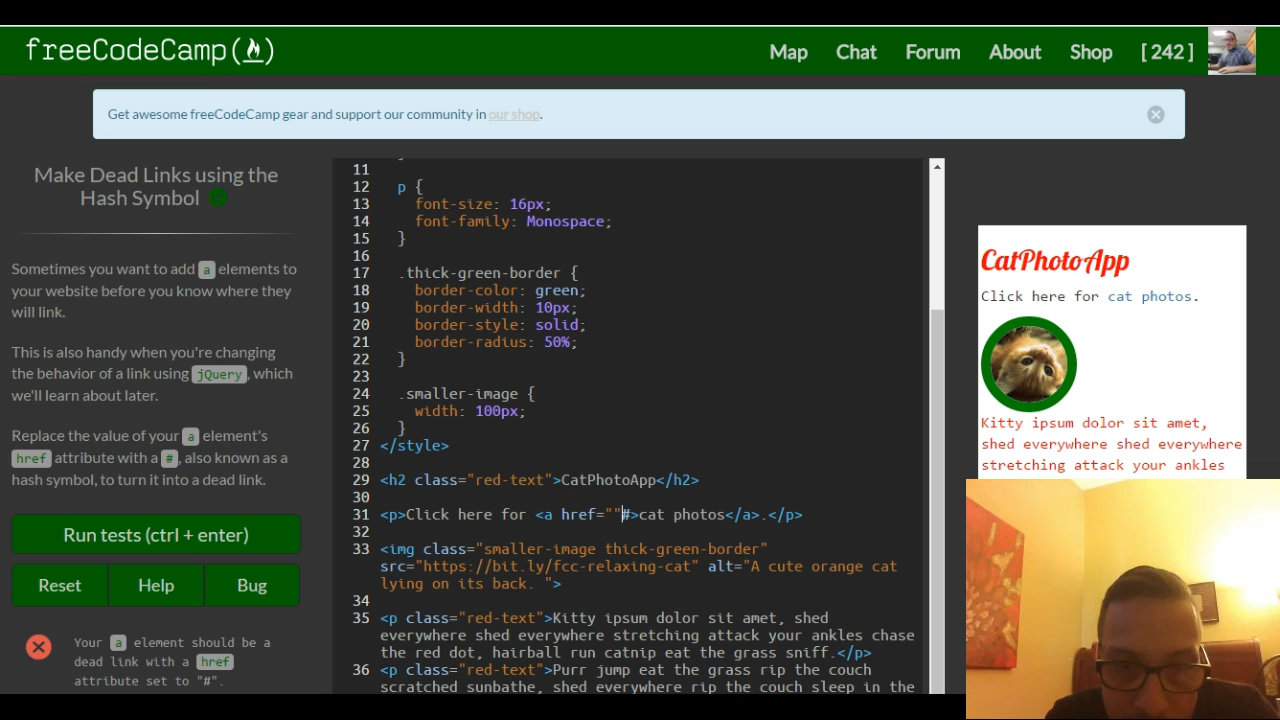 freeCodeCamp(🔥)
Map Chat Forum About Shop [ 242 ]
Get awesome freeCodeCamp gear and support our community in our shop.
Make Dead Links using the
Hash Symbol
Sometimes you want to add a elements to
your website before you know where they
will link.
This is also handy when you're changing
the behavior of a link using jQuery, which
we'll learn about later.
Replace the value of your a element's
href attribute with a #, also known as a
hash symbol, to turn it into a dead link.
Run tests (ctrl + enter)
Reset Help Bug
Your a element should be a
dead link with a href
attribute set to "#".
11
12 p {
13 font-size: 16px;
14 font-family: Monospace;
15 }
16
17 .thick-green-border {
18 border-color: green;
19 border-width: 10px;
20 border-style: solid;
21 border-radius: 50%;
22 }
23
24 .smaller-image {
25 width: 100px;
26 }
27 </style>
28
29 <h2 class="red-text">CatPhotoApp</h2>
30
31 <p>Click here for <a href=""#>cat photos</a>.</p>
32
33 <img class="smaller-image thick-green-border"
src="https://bit.ly/fcc-relaxing-cat" alt="A cute orange cat
lying on its back. ">
34
35 <p class="red-text">Kitty ipsum dolor sit amet, shed
everywhere shed everywhere stretching attack your ankles chase
the red dot, hairball run catnip eat the grass sniff.</p>
36 <p class="red-text">Purr jump eat the grass rip the couch
scratched sunbathe, shed everywhere rip the couch sleep in the
CatPhotoApp
Click here for cat photos.
Kitty ipsum dolor sit amet,
shed everywhere shed everywhere
stretching attack your ankles